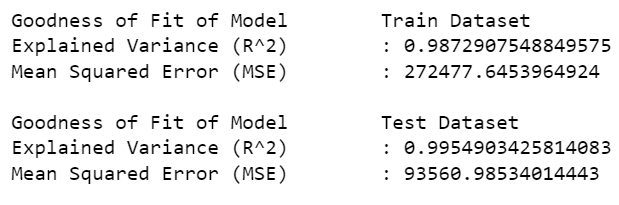 Goodness of Fit of Model Train Dataset
Explained Variance (R^2) : 0.9872907548849575
Mean Squared Error (MSE) : 272477.6453964924
Goodness of Fit of Model Test Dataset
Explained Variance (R^2) : 0.9954903425814083
Mean Squared Error (MSE) : 93560.98534014443